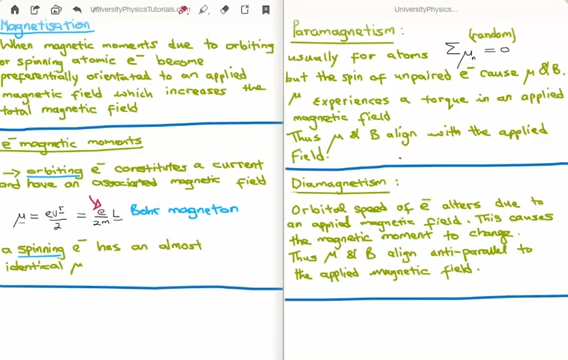 UniversityPhysicsTutorials.com
Magnetisation
When magnetic moments due to orbiting
or spinning atomic e⁻ become
preferentially orientated to an applied
magnetic field which increases the
total magnetic field
e⁻ magnetic moments
→ orbiting e⁻ constitutes a current
and have an associated magnetic field
μ = evr/2 = e/2m L Bohr magneton
a spinning e⁻ has an almost
identical μ
UniversityPhysicsTutorials.com
Paramagnetism: (random)
usually for atoms Σ μₙ = 0
but the spin of unpaired e⁻ cause μ & B.
μ experiences a torque in an applied
magnetic field
Thus μ & B align with the applied
Field.
Diamagnetism:
Orbital speed of e⁻ alters due to
an applied magnetic field. This causes
the magnetic moment to change.
Thus μ & B align anti-parallel to
the applied magnetic field.